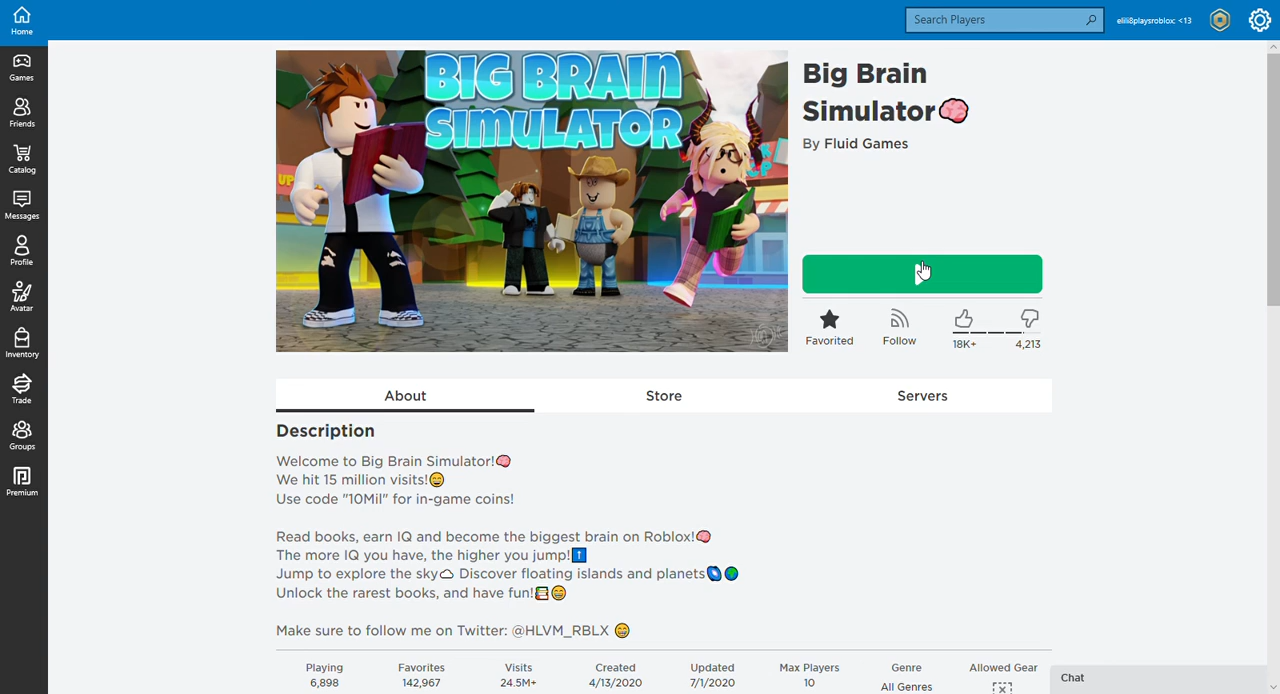 Home
Search Players
elili8playsroblox: <13
Games
Friends
Catalog
Messages
Profile
Avatar
Inventory
Trade
Groups
Premium
BIG BRAIN
SIMULATOR
UP
Big Brain
Simulator🧠
By Fluid Games
Favorited
Follow
18K+
4,213
About
Store
Servers
Description
Welcome to Big Brain Simulator!🧠
We hit 15 million visits!😄
Use code "10Mil" for in-game coins!
Read books, earn IQ and become the biggest brain on Roblox!🧠
The more IQ you have, the higher you jump!⬆️
Jump to explore the sky☁ Discover floating islands and planets🌌🌍
Unlock the rarest books, and have fun!📚😄
Make sure to follow me on Twitter: @HLVM_RBLX 😄
Playing
Favorites
Visits
Created
Updated
Max Players
Genre
Allowed Gear
6,898
142,967
24.5M+
4/13/2020
7/1/2020
10
All Genres
Chat